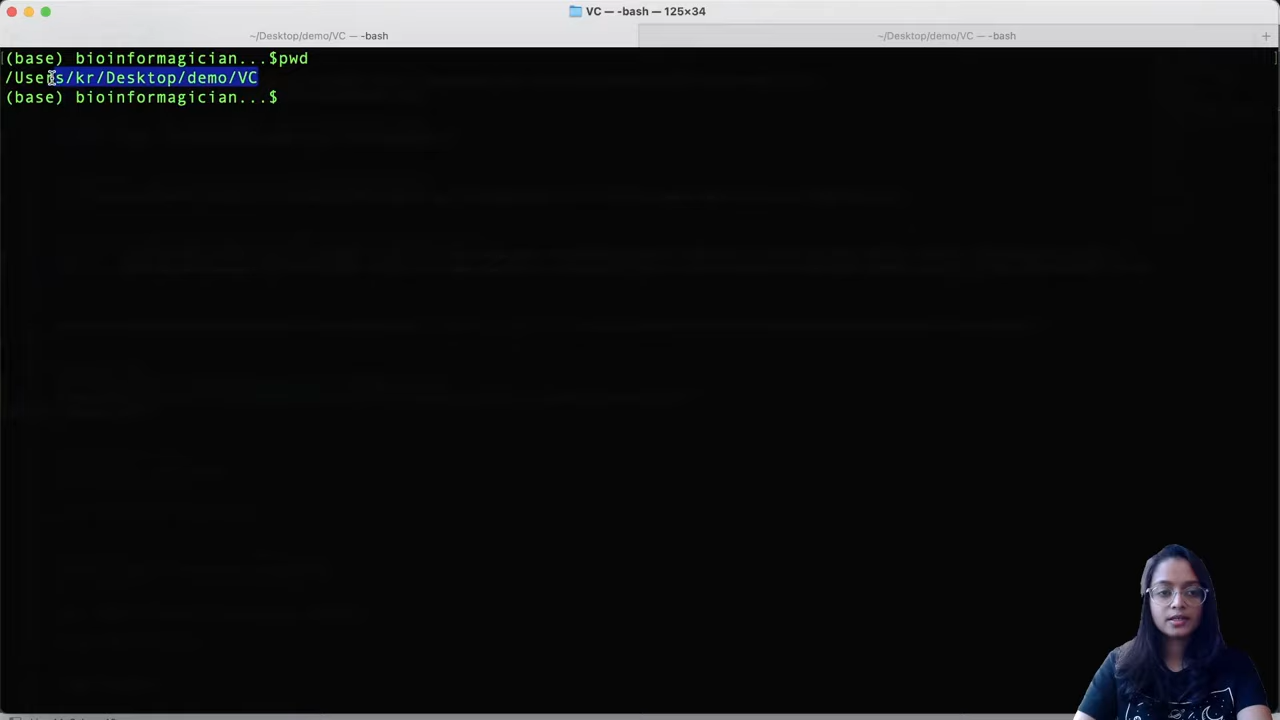 VC — -bash — 125×34
~/Desktop/demo/VC — -bash
~/Desktop/demo/VC — -bash
(base) bioinformagician...$pwd
/Users/kr/Desktop/demo/VC
(base) bioinformagician...$